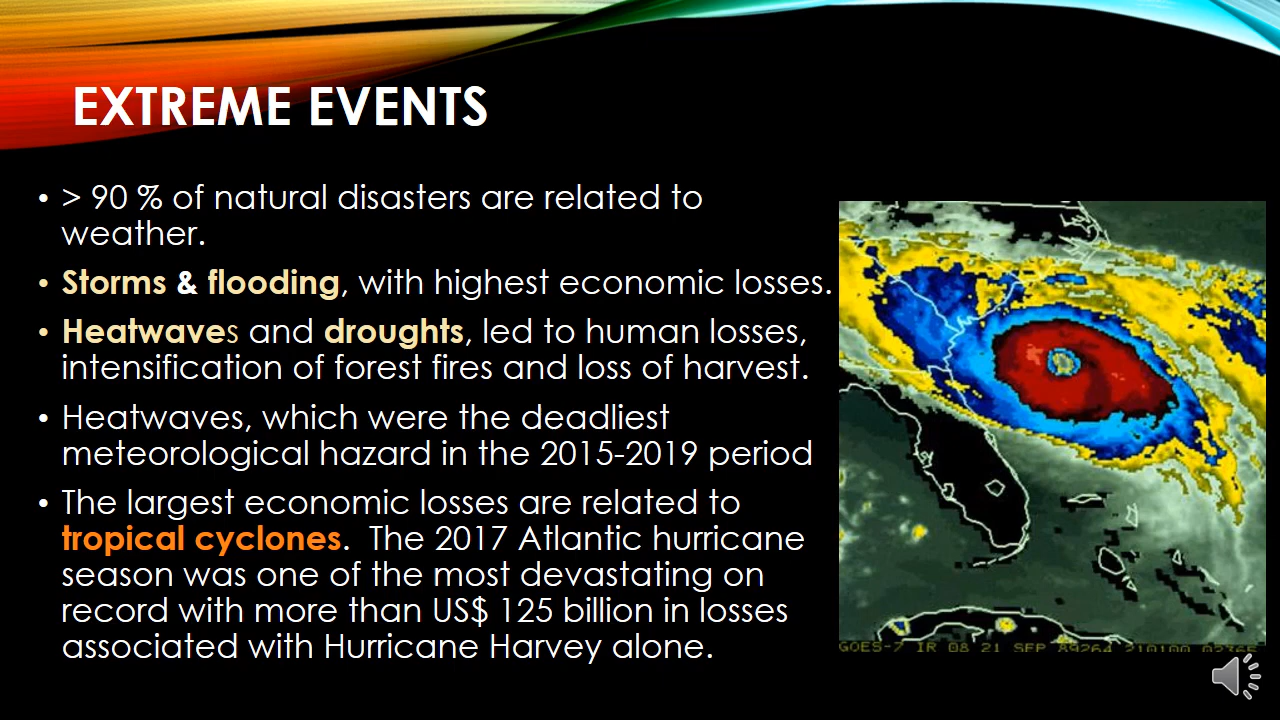 EXTREME EVENTS
• > 90 % of natural disasters are related to
weather.
• Storms & flooding, with highest economic losses.
• Heatwaves and droughts, led to human losses,
intensification of forest fires and loss of harvest.
• Heatwaves, which were the deadliest
meteorological hazard in the 2015-2019 period
• The largest economic losses are related to
tropical cyclones. The 2017 Atlantic hurricane
season was one of the most devastating on
record with more than US$ 125 billion in losses
associated with Hurricane Harvey alone.
GOES-7 IR 08 21 SEP 89264 210100